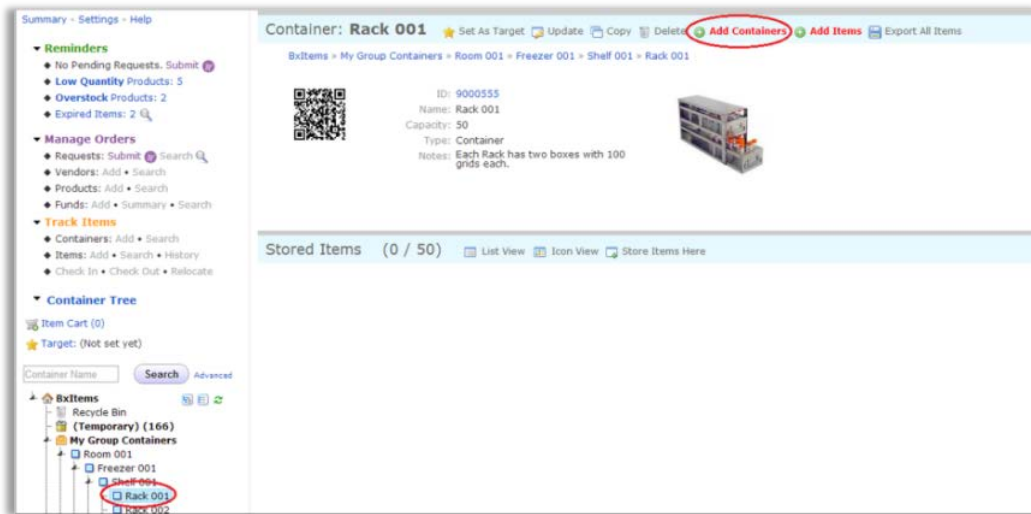 Summary - Settings - Help
Reminders
No Pending Requests. Submit
Low Quantity Products: 5
Overstock Products: 2
Expired Items: 2
Manage Orders
Requests: Submit Search
Vendors: Add • Search
Products: Add • Search
Funds: Add • Summary • Search
Track Items
Containers: Add • Search
Items: Add • Search • History
Check In • Check Out • Relocate
Container Tree
Item Cart (0)
Target: (Not set yet)
Container Name Search Advanced
BxItems
Recycle Bin
(Temporary) (166)
My Group Containers
Room 001
Freezer 001
Shelf 001
Rack 001
Rack 002
Container: Rack 001 Set As Target Update Copy Delete Add Containers Add Items Export All Items
BxItems » My Group Containers » Room 001 » Freezer 001 » Shelf 001 » Rack 001
ID: 9000555
Name: Rack 001
Capacity: 50
Type: Container
Notes: Each Rack has two boxes with 100
grids each.
Stored Items (0 / 50) List View Icon View Store Items Here